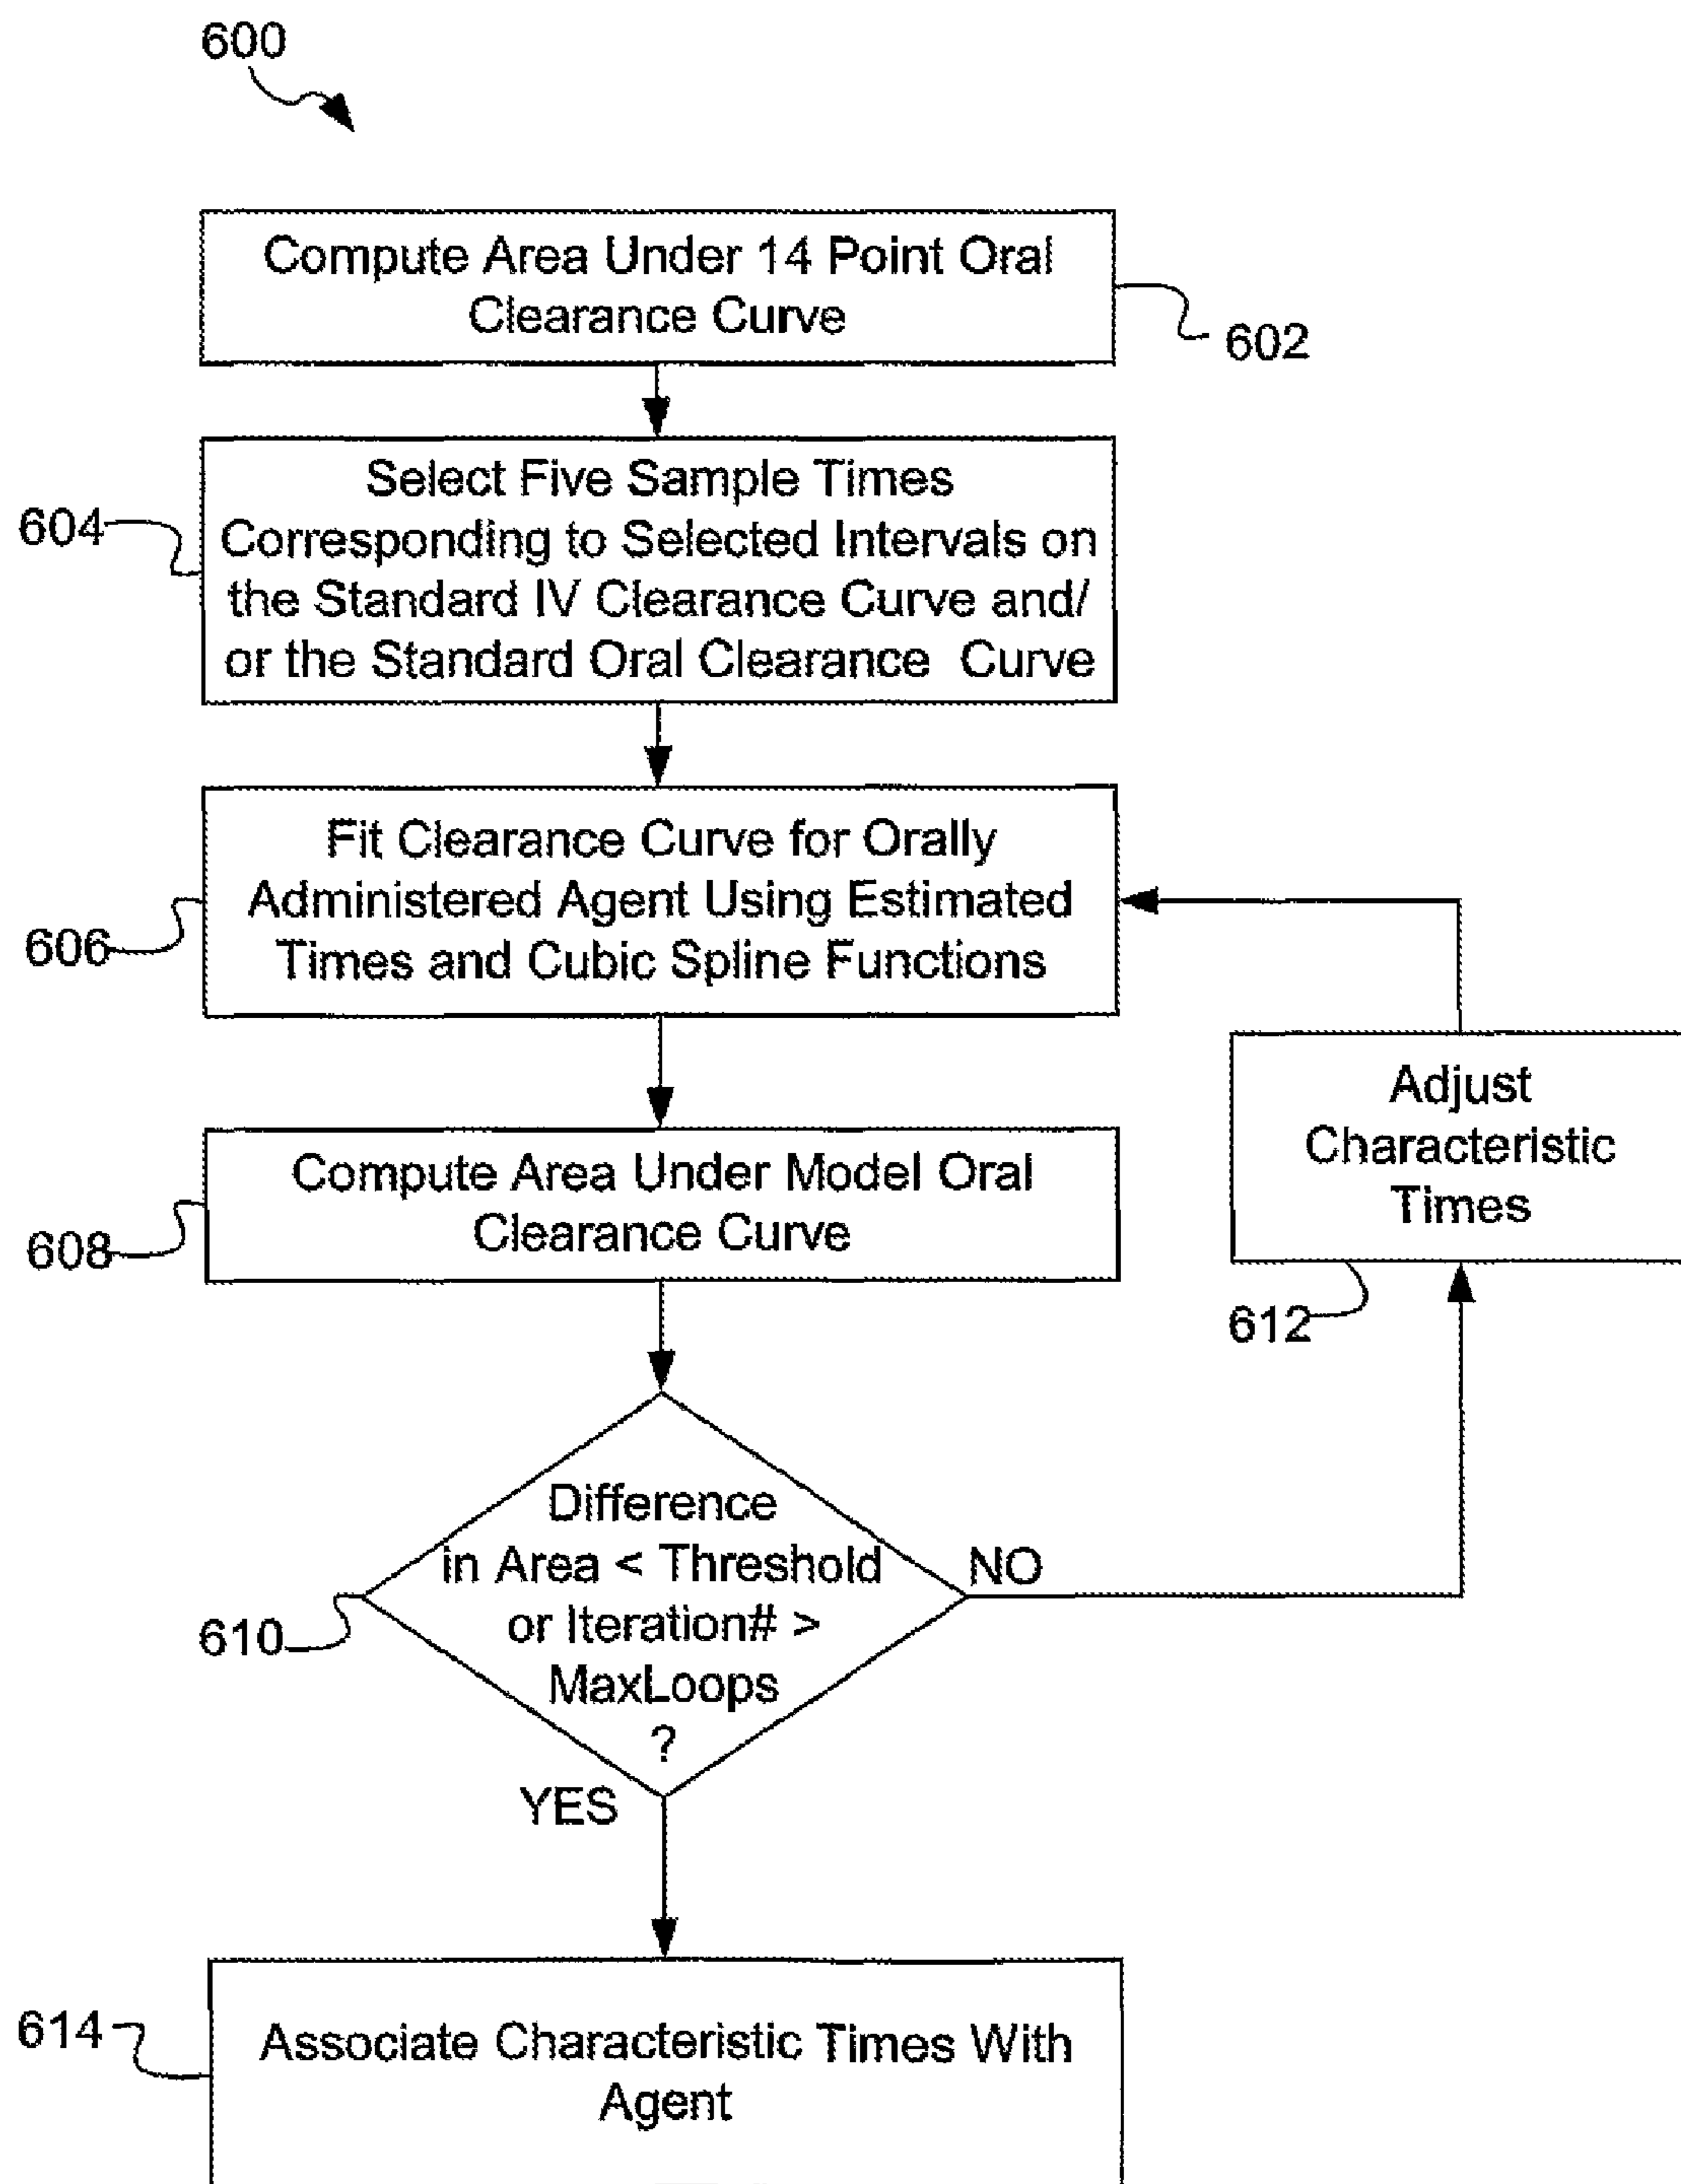 600
Compute Area Under 14 Point Oral
Clearance Curve
602
Select Five Sample Times
Corresponding to Selected Intervals on
the Standard IV Clearance Curve and/
or the Standard Oral Clearance Curve
604
Fit Clearance Curve for Orally
Administered Agent Using Estimated
Times and Cubic Spline Functions
606
Compute Area Under Model Oral
Clearance Curve
608
Adjust
Characteristic
Times
612
Difference
in Area < Threshold
or Iteration# >
MaxLoops
?
610
NO
YES
Associate Characteristic Times With
Agent
614